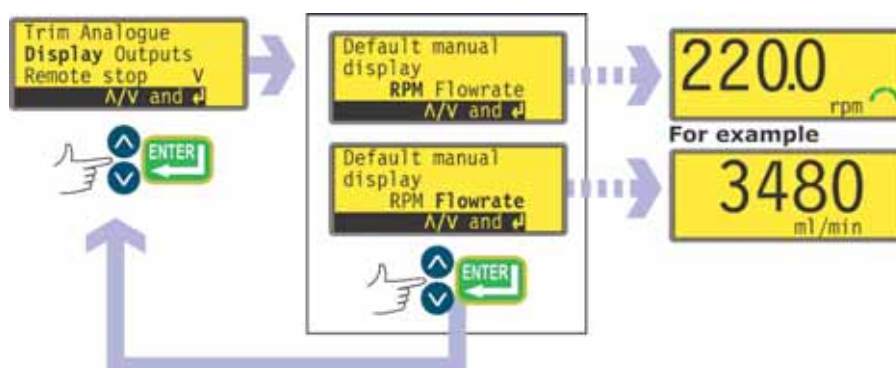 Trim Analogue
Display Outputs
Remote stop V
Λ/V and ↵
ENTER
Default manual
display
RPM Flowrate
Λ/V and ↵
Default manual
display
RPM Flowrate
Λ/V and ↵
ENTER
220.0
rpm
For example
3480
ml/min